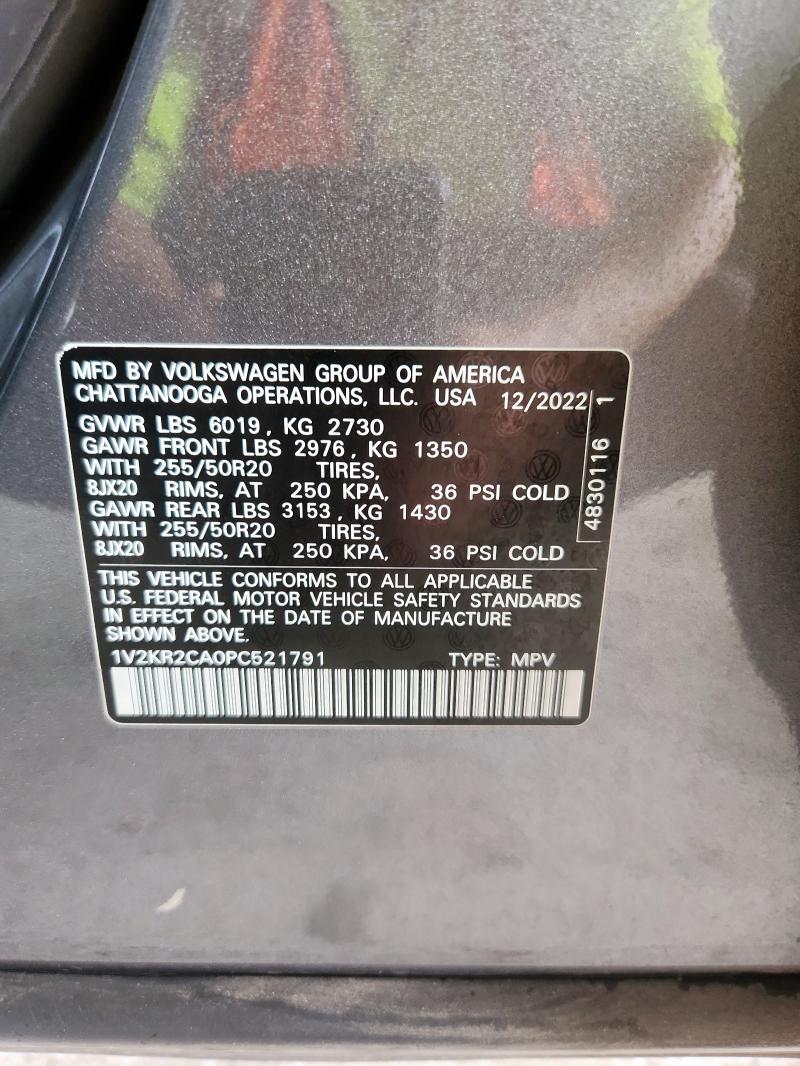 MFD BY VOLKSWAGEN GROUP OF AMERICA
CHATTANOOGA OPERATIONS, LLC. USA 12/2022
GVWR LBS 6019, KG 2730
GAWR FRONT LBS 2976, KG 1350
WITH 255/50R20 TIRES,
8JX20 RIMS, AT 250 KPA, 36 PSI COLD
GAWR REAR LBS 3153, KG 1430
WITH 255/50R20 TIRES,
8JX20 RIMS, AT 250 KPA, 36 PSI COLD
4830116 1
THIS VEHICLE CONFORMS TO ALL APPLICABLE
U.S. FEDERAL MOTOR VEHICLE SAFETY STANDARDS
IN EFFECT ON THE DATE OF MANUFACTURE
SHOWN ABOVE.
1V2KR2CA0PC521791 TYPE: MPV